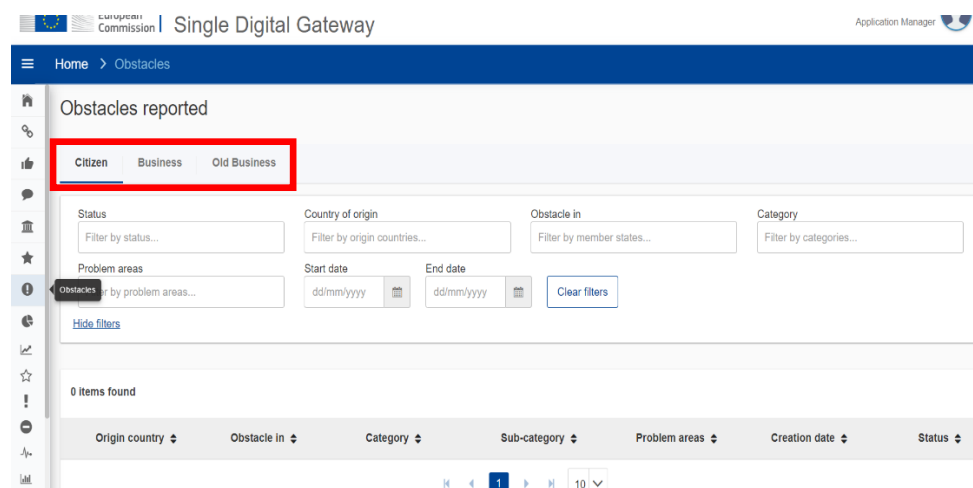 European
Commission
Single Digital Gateway
Application Manager
Home > Obstacles
Obstacles reported
Citizen Business Old Business
Status Country of origin Obstacle in Category
Filter by status... Filter by origin countries... Filter by member states... Filter by categories...
Problem areas Start date End date
Obstacles by problem areas... dd/mm/yyyy dd/mm/yyyy Clear filters
Hide filters
0 items found
Origin country Obstacle in Category Sub-category Problem areas Creation date Status
1 10